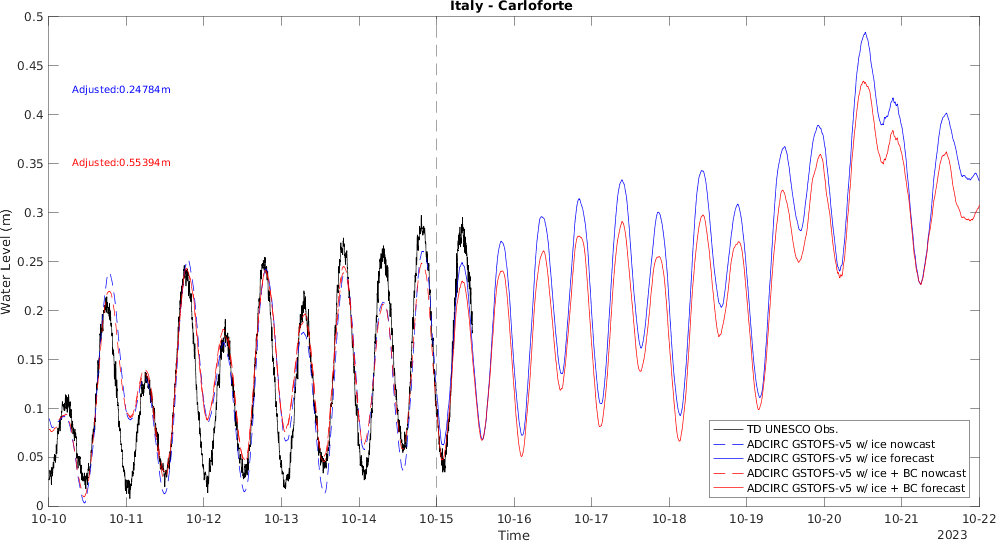 Italy - Carloforte
Water Level (m)
0.5
0.45
0.4
0.35
0.3
0.25
0.2
0.15
0.1
0.05
0
Adjusted:0.24784m
Adjusted:0.55394m
TD UNESCO Obs.
ADCIRC GSTOFS-v5 w/ ice nowcast
ADCIRC GSTOFS-v5 w/ ice forecast
ADCIRC GSTOFS-v5 w/ ice + BC nowcast
ADCIRC GSTOFS-v5 w/ ice + BC forecast
10-10 10-11 10-12 10-13 10-14 10-15 10-16 10-17 10-18 10-19 10-20 10-21 10-22
Time
2023